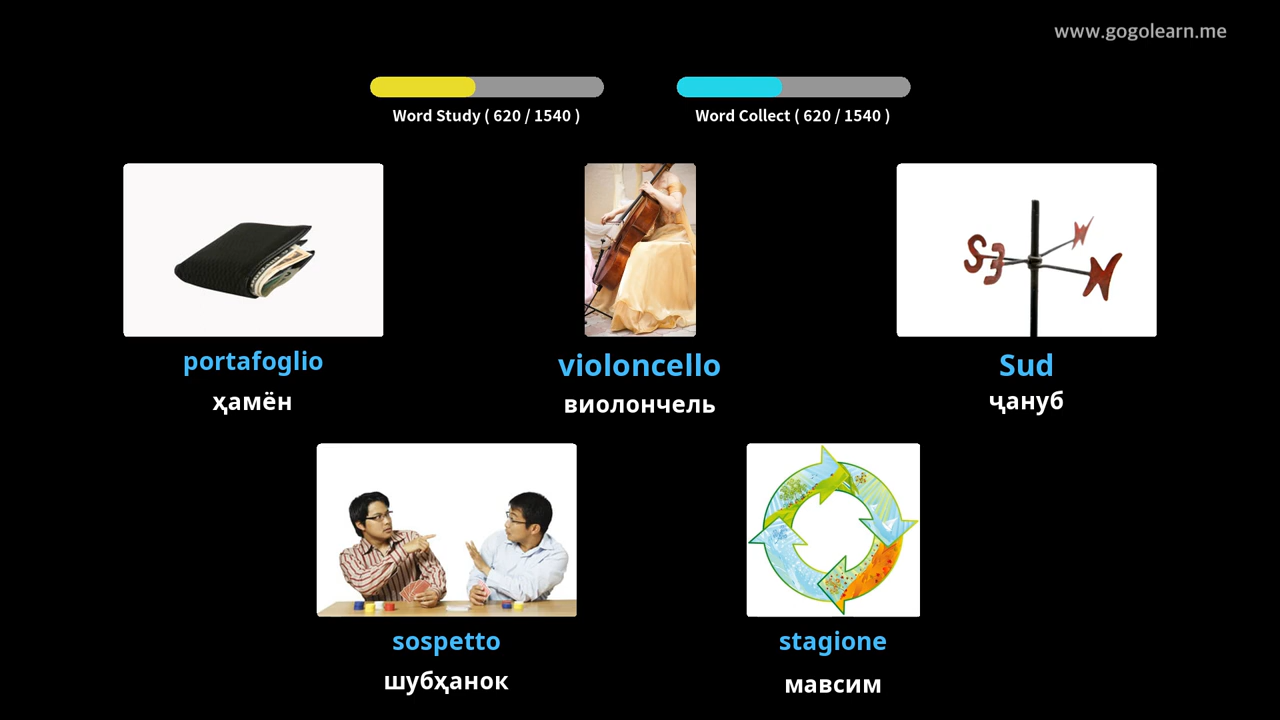 www.gogolearn.me
Word Study ( 620 / 1540 )
Word Collect ( 620 / 1540 )
S
E
N
portafoglio
violoncello
Sud
ҳамён
виолончель
ҷануб
sospetto
stagione
шубҳанок
мавсим